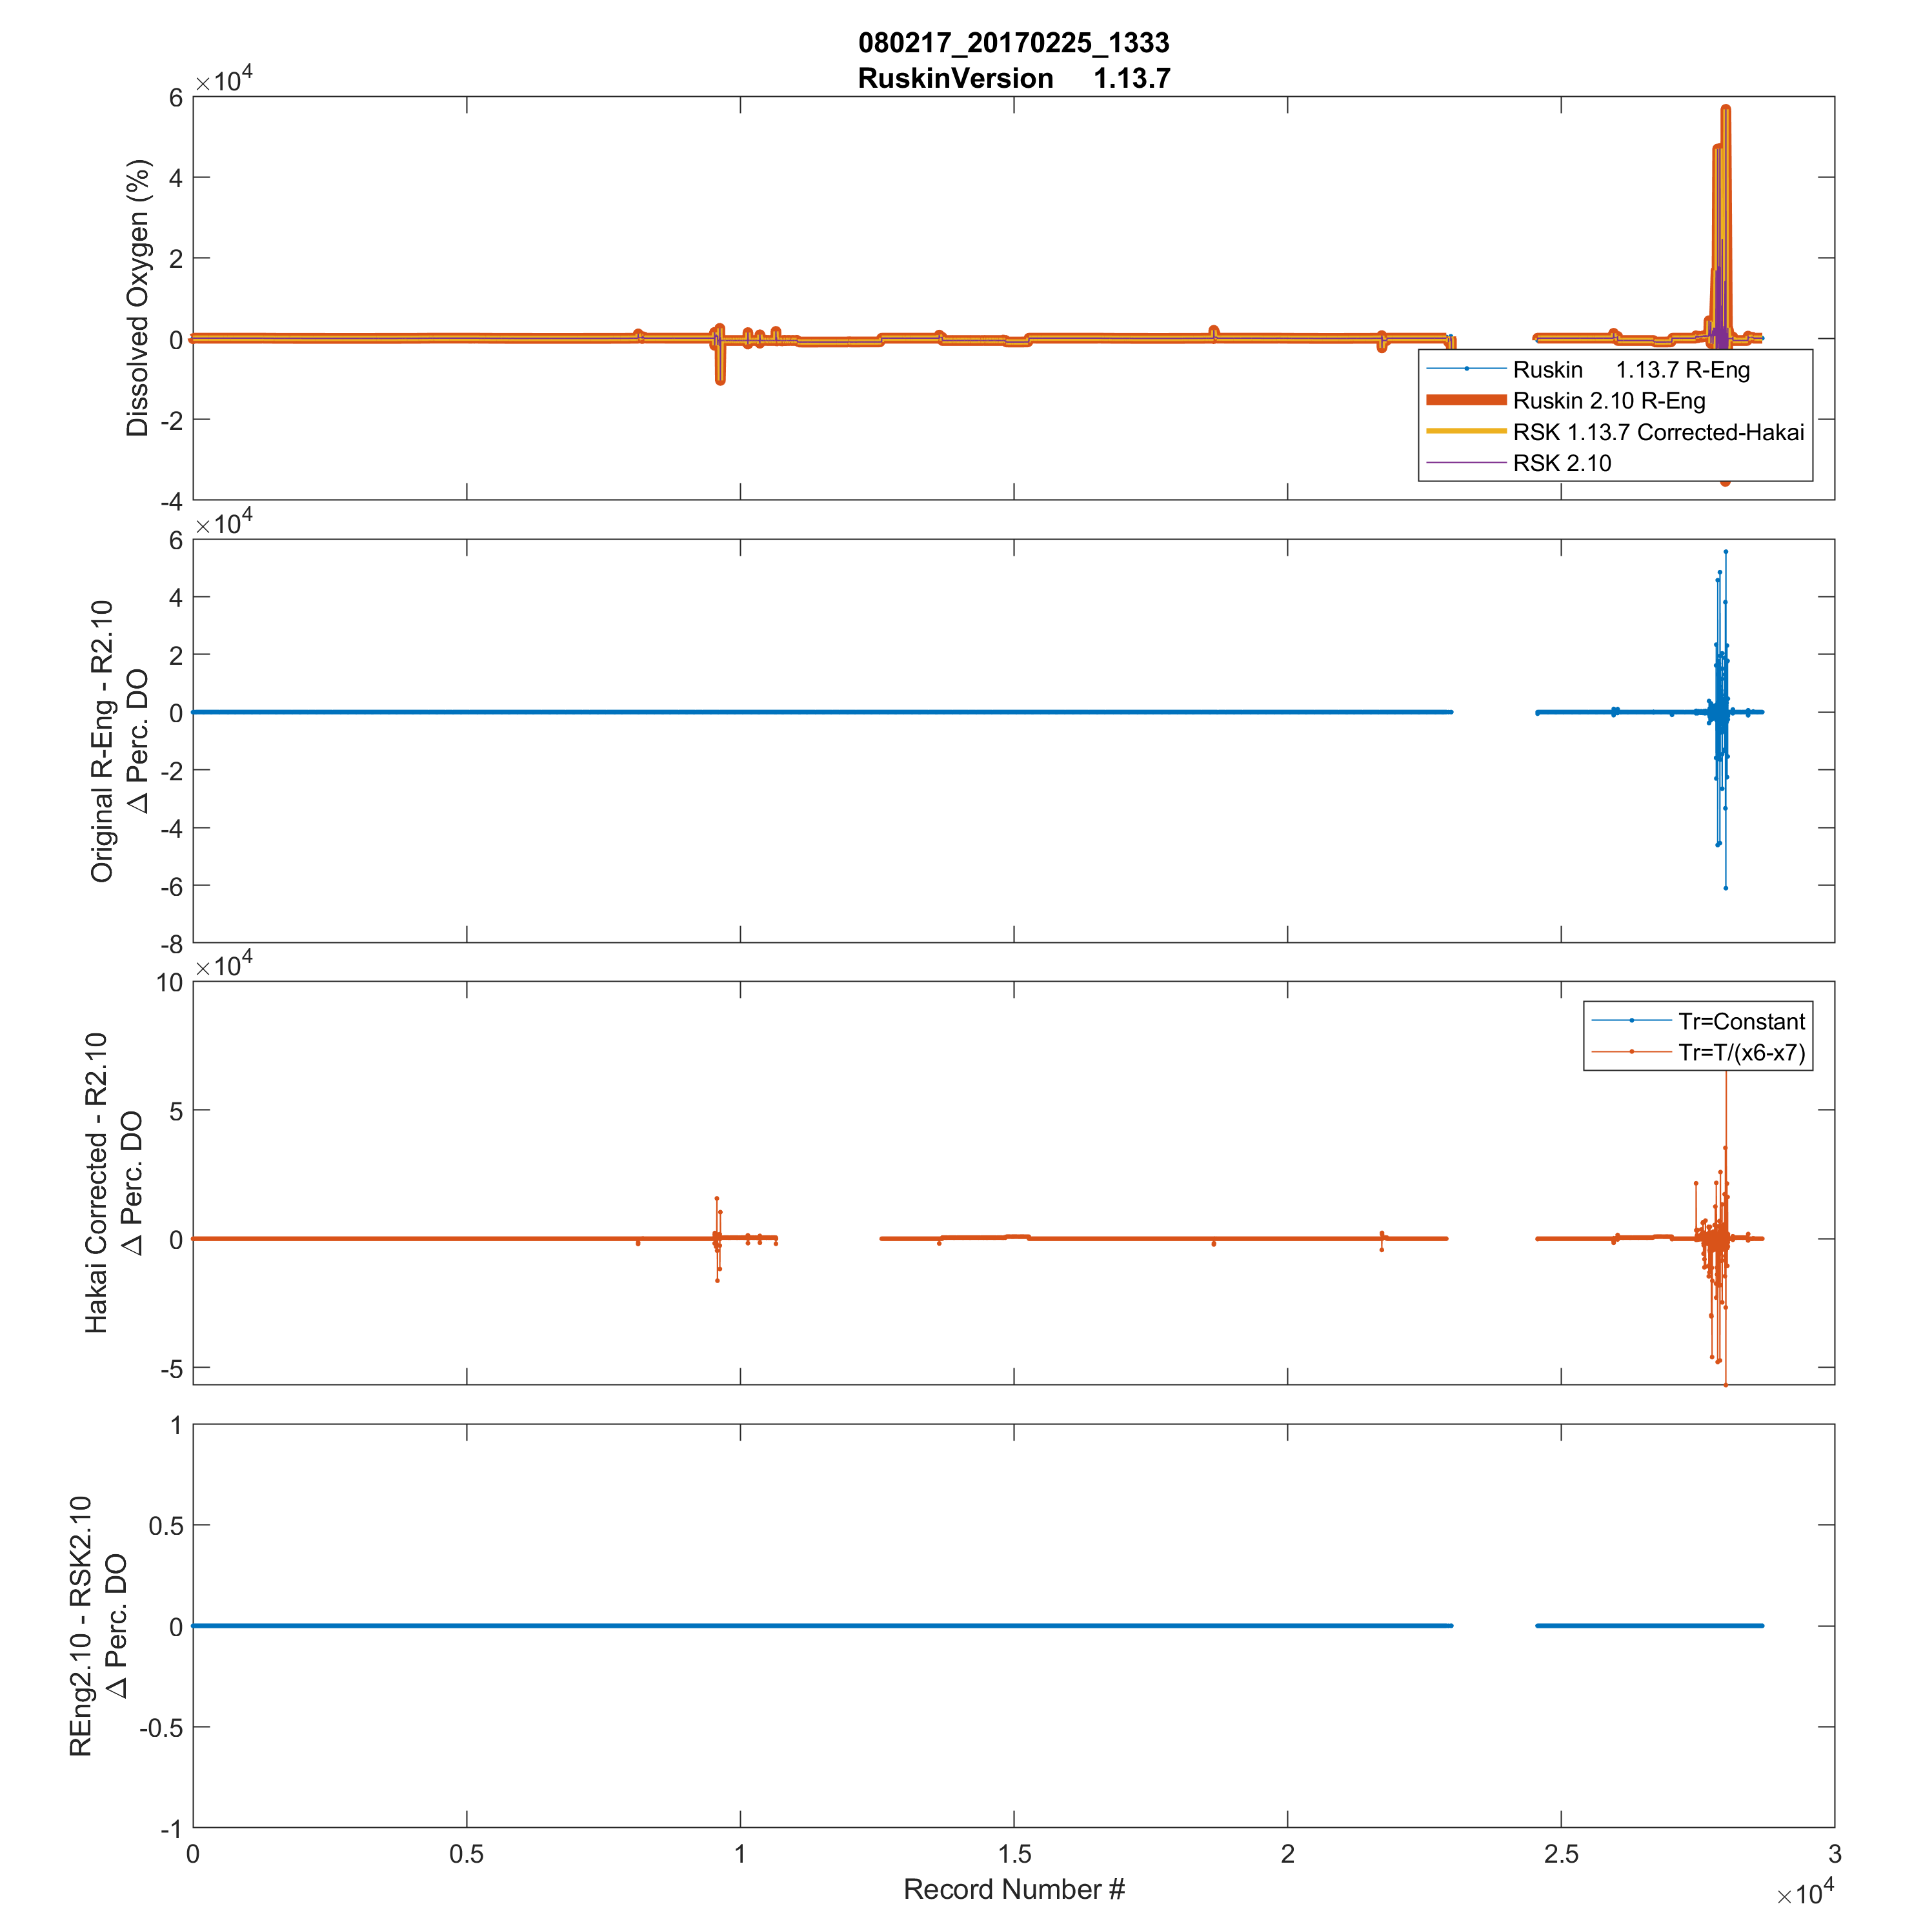 080217_20170225_1333
RuskinVersion 1.13.7
×10^4
6
4
2
0
-2
-4
Dissolved Oxygen (%)
Ruskin 1.13.7 R-Eng
Ruskin 2.10 R-Eng
RSK 1.13.7 Corrected-Hakai
RSK 2.10
×10^4
6
4
2
0
-2
-4
-6
-8
Original R-Eng - R2.10
Δ Perc. DO
×10^4
10
5
0
-5
Hakai Corrected - R2.10
Δ Perc. DO
Tr=Constant
Tr=T/(x6-x7)
1
0.5
0
-0.5
-1
REng2.10 - RSK2.10
Δ Perc. DO
0 0.5 1 1.5 2 2.5 3
Record Number #
×10^4